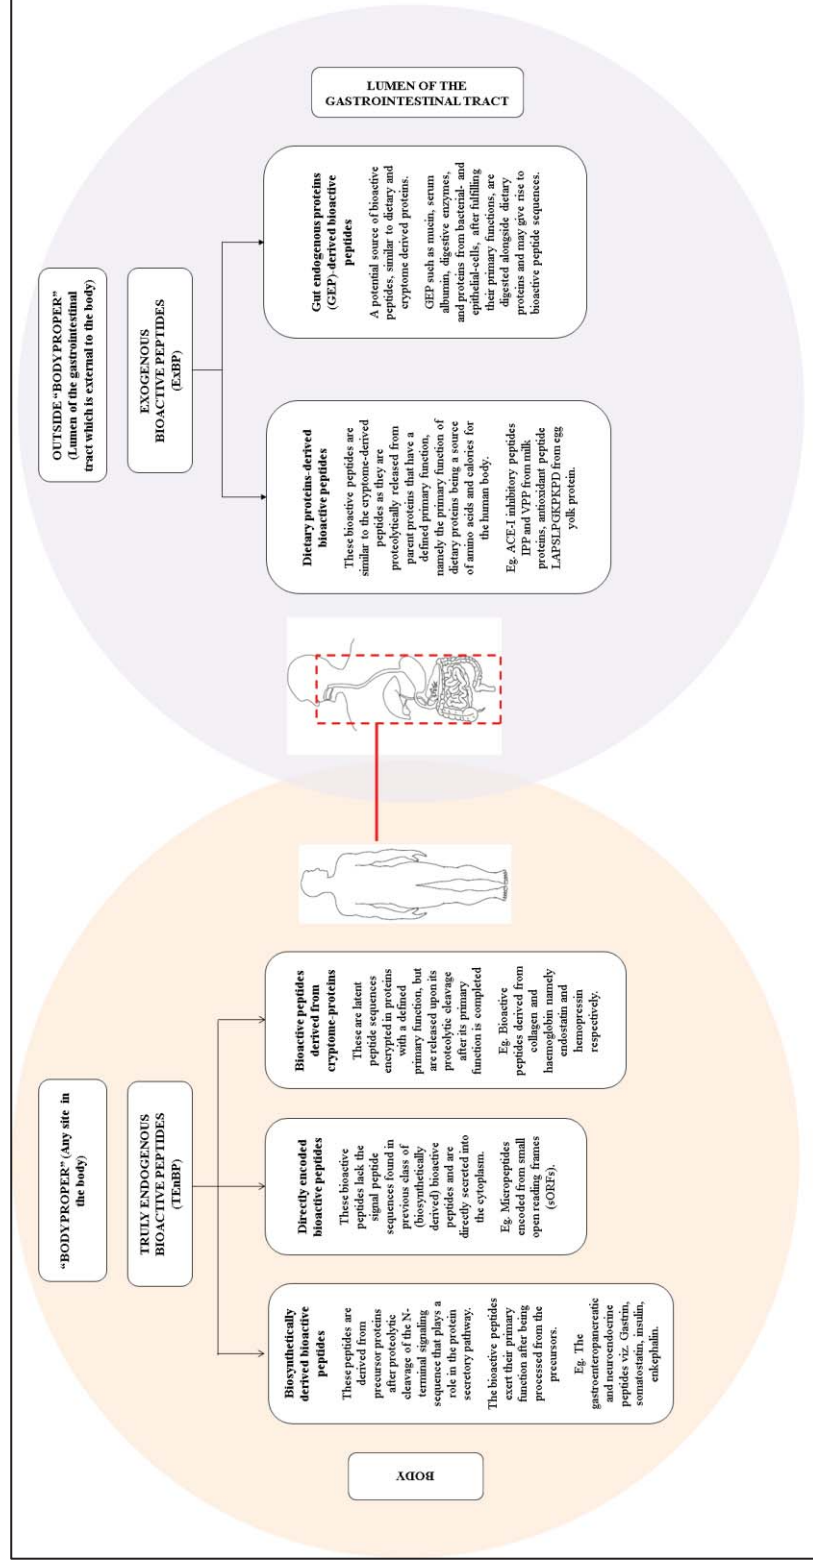 BODY
"BODY PROPER" (Any site in
the body)
TRULY ENDOGENOUS
BIOACTIVE PEPTIDES
(TEnBP)
Biosynthetically
derived bioactive
peptides
These peptides are
derived from
precursor proteins
after proteolytic
cleavage of the N-
terminal signaling
sequence that plays a
role in the protein
secretory pathway.
The bioactive peptides
exert their primary
function after being
processed from the
precursors.
Eg. The
gastroenteropancreatic
and neuroendocrine
peptides viz. Gastrin,
somatostatin, insulin,
enkephalin.
Directly encoded
bioactive peptides
These bioactive
peptides lack the
signal peptide
sequences found in
previous class of
(biosynthetically
derived) bioactive
peptides and are
directly secreted into
the cytoplasm.
Eg. Micropeptides
encoded from small
open reading frames
(sORFs).
Bioactive peptides
derived from
cryptome-proteins
These are latent
peptide sequences
encrypted in proteins
with a defined
primary function, but
are released upon its
proteolytic cleavage
after its primary
function is completed
Eg. Bioactive
peptides derived from
collagen and
haemoglobin namely
endostatin and
hemopressin
respectively.
OUTSIDE "BODY PROPER"
(Lumen of the gastrointestinal
tract which is external to the body)
EXOGENOUS
BIOACTIVE PEPTIDES
(ExBP)
Dietary proteins-derived
bioactive peptides
These bioactive peptides are
similar to the cryptome-derived
peptides as they are
proteolytically released from
parent proteins that have a
defined primary function,
namely the primary function of
dietary proteins being a source
of amino acids and calories for
the human body.
Eg. ACE-I inhibitory peptides
IPP and VPP from milk
proteins, antioxidant peptide
LAPSLPGKPKPD from egg
yolk protein.
Gut endogenous proteins
(GEP)-derived bioactive
peptides
A potential source of bioactive
peptides, similar to dietary and
cryptome derived proteins.
GEP such as mucin, serum
albumin, digestive enzymes,
and proteins from bacterial- and
epithelial-cells, after fulfilling
their primary functions, are
digested alongside dietary
proteins and may give rise to
bioactive peptide sequences.
LUMEN OF THE
GASTROINTESTINAL TRACT